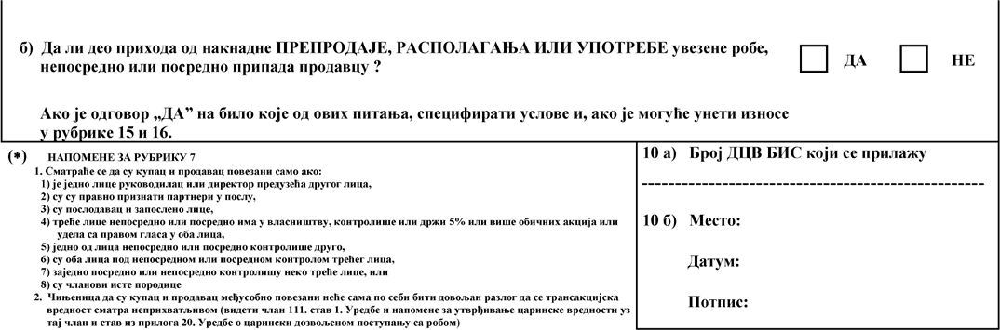 б) Да ли део прихода од накнадне ПРЕПРОДАЈЕ, РАСПОЛАГАЊА ИЛИ УПОТРЕБЕ увезене робе,
непосредно или посредно припада продавцу ?
ДА
НЕ
Ако је одговор „ДА” на било које од ових питања, специфирати услове и, ако је могуће унети износе
у рубрике 15 и 16.
(*) НАПОМЕНЕ ЗА РУБРИКУ 7
1. Сматраће се да су купац и продавац повезани само ако:
1) је једно лице руководилац или директор предузећа другог лица,
2) су су правно признати партнери у послу,
3) су послодавац и запослено лице,
4) треће лице непосредно или посредно има у власништву, контролише или држи 5% или више обичних акција или
удела са правом гласа у оба лица,
5) једно од лица непосредно или посредно контролише друго,
6) су оба лица под непосредном или посредном контролом трећег лица,
7) заједно посредно или непосредно контролишу неко треће лице, или
8) су чланови исте породице
2. Чињеница да су купац и продавац међусобно повезани неће сама по себи бити довољан разлог да се трансакцијска
вредност сматра неприхватљивом (видети члан 111. став 1. Уредбе и напомене за утврђивање царинске вредности уз
тај члан и став из прилога 20. Уредбе о царински дозвољеном поступању са робом)
10 а) Број ДЦВ БИС који се прилажу
10 б) Место:
Датум:
Потпис: